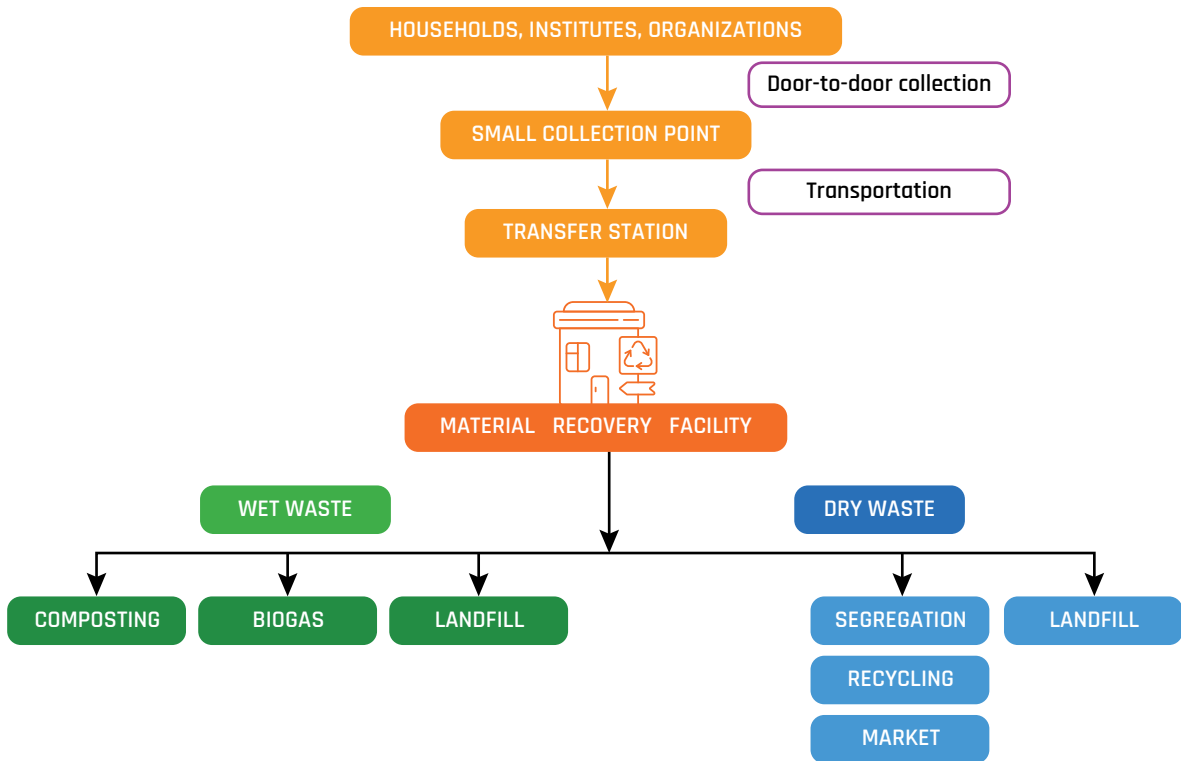 HOUSEHOLDS, INSTITUTES, ORGANIZATIONS
Door-to-door collection
SMALL COLLECTION POINT
Transportation
TRANSFER STATION
MATERIAL RECOVERY FACILITY
WET WASTE
DRY WASTE
COMPOSTING
BIOGAS
LANDFILL
SEGREGATION
LANDFILL
RECYCLING
MARKET